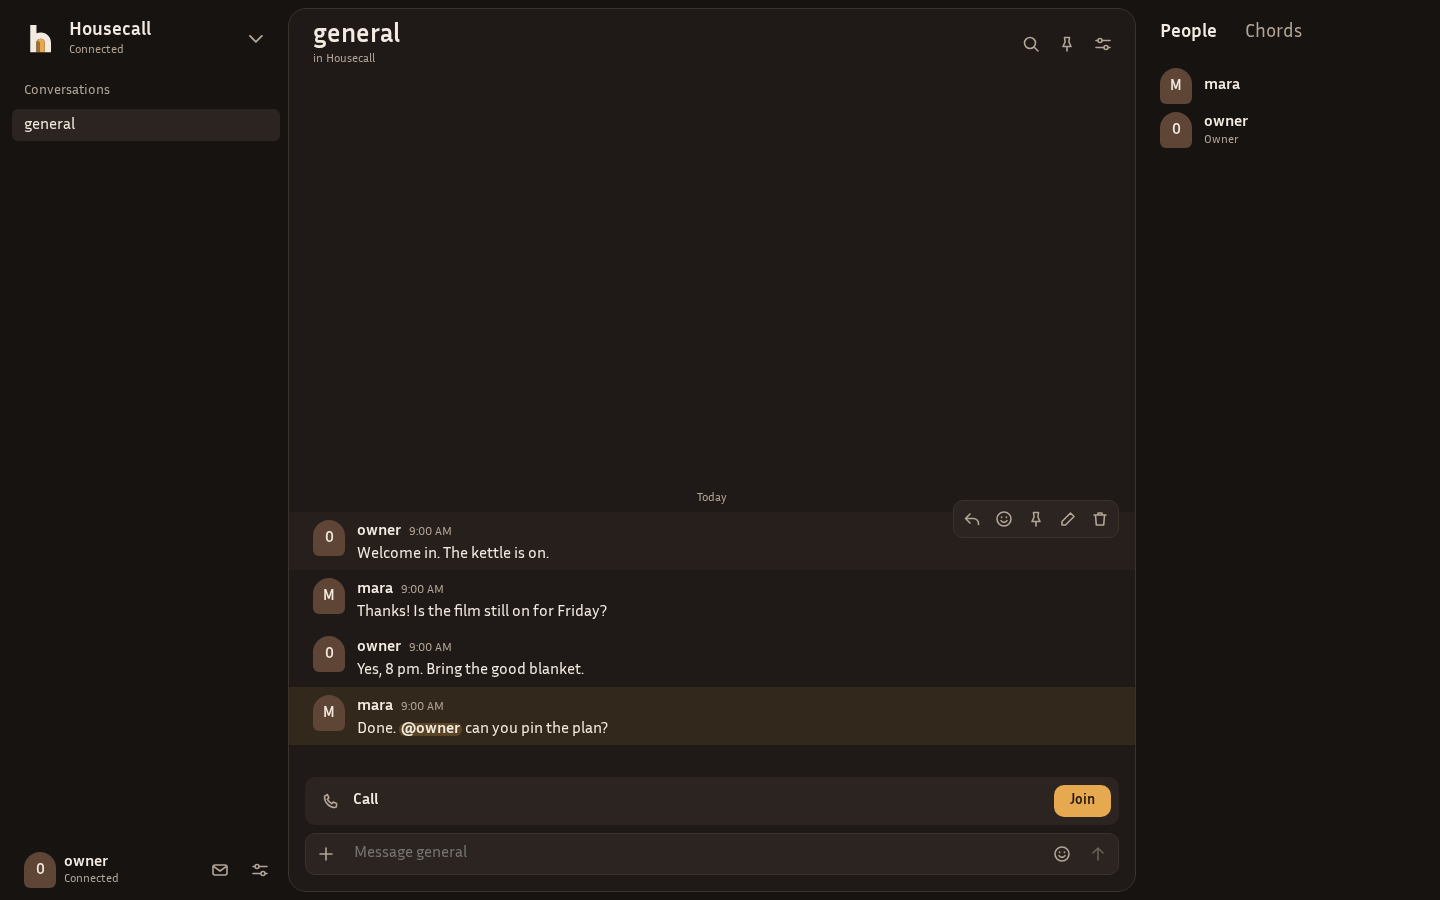 Housecall
Connected
Conversations
general
general
in Housecall
People
Chords
M
mara
O
owner
Owner
Today
O
owner 9:00 AM
Welcome in. The kettle is on.
M
mara 9:00 AM
Thanks! Is the film still on for Friday?
O
owner 9:00 AM
Yes, 8 pm. Bring the good blanket.
M
mara 9:00 AM
Done. @owner can you pin the plan?
Call
Join
Message general
O
owner
Connected